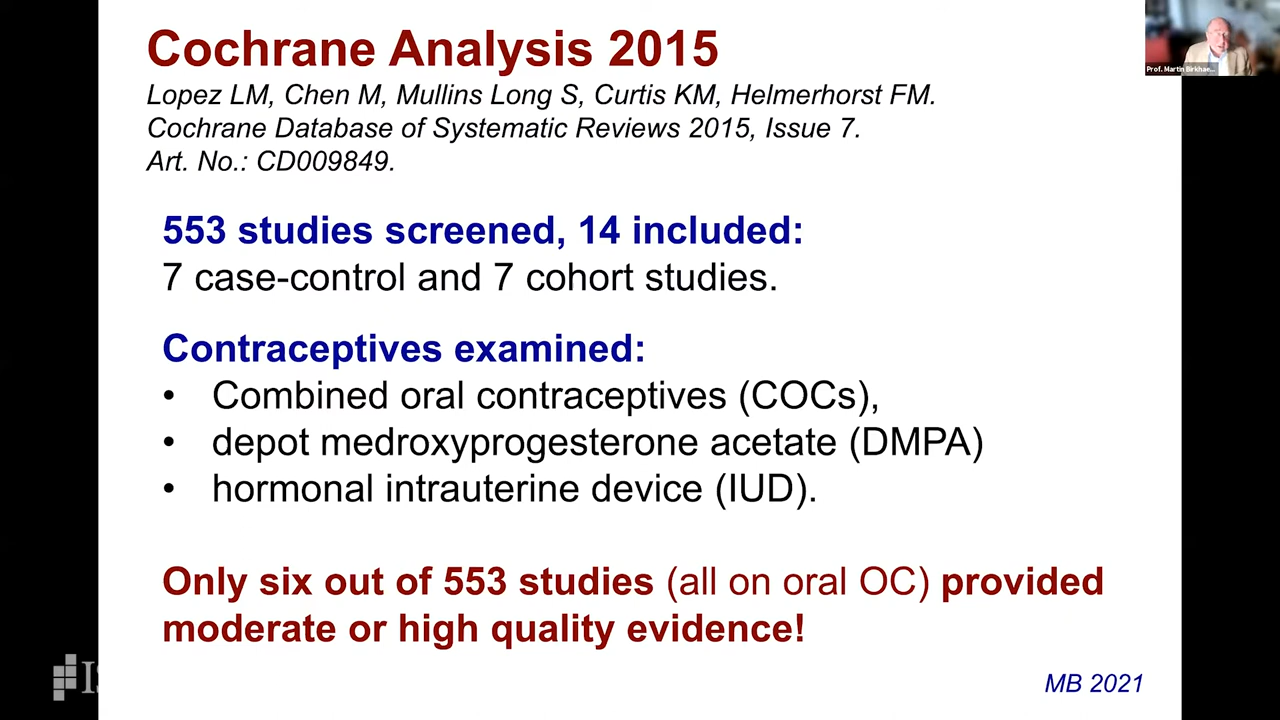 Cochrane Analysis 2015
Lopez LM, Chen M, Mullins Long S, Curtis KM, Helmerhorst FM.
Cochrane Database of Systematic Reviews 2015, Issue 7.
Art. No.: CD009849.
Prof. Martin Birkhae...
553 studies screened, 14 included:
7 case-control and 7 cohort studies.
Contraceptives examined:
• Combined oral contraceptives (COCs),
• depot medroxyprogesterone acetate (DMPA)
• hormonal intrauterine device (IUD).
Only six out of 553 studies (all on oral OC) provided
moderate or high quality evidence!
MB 2021